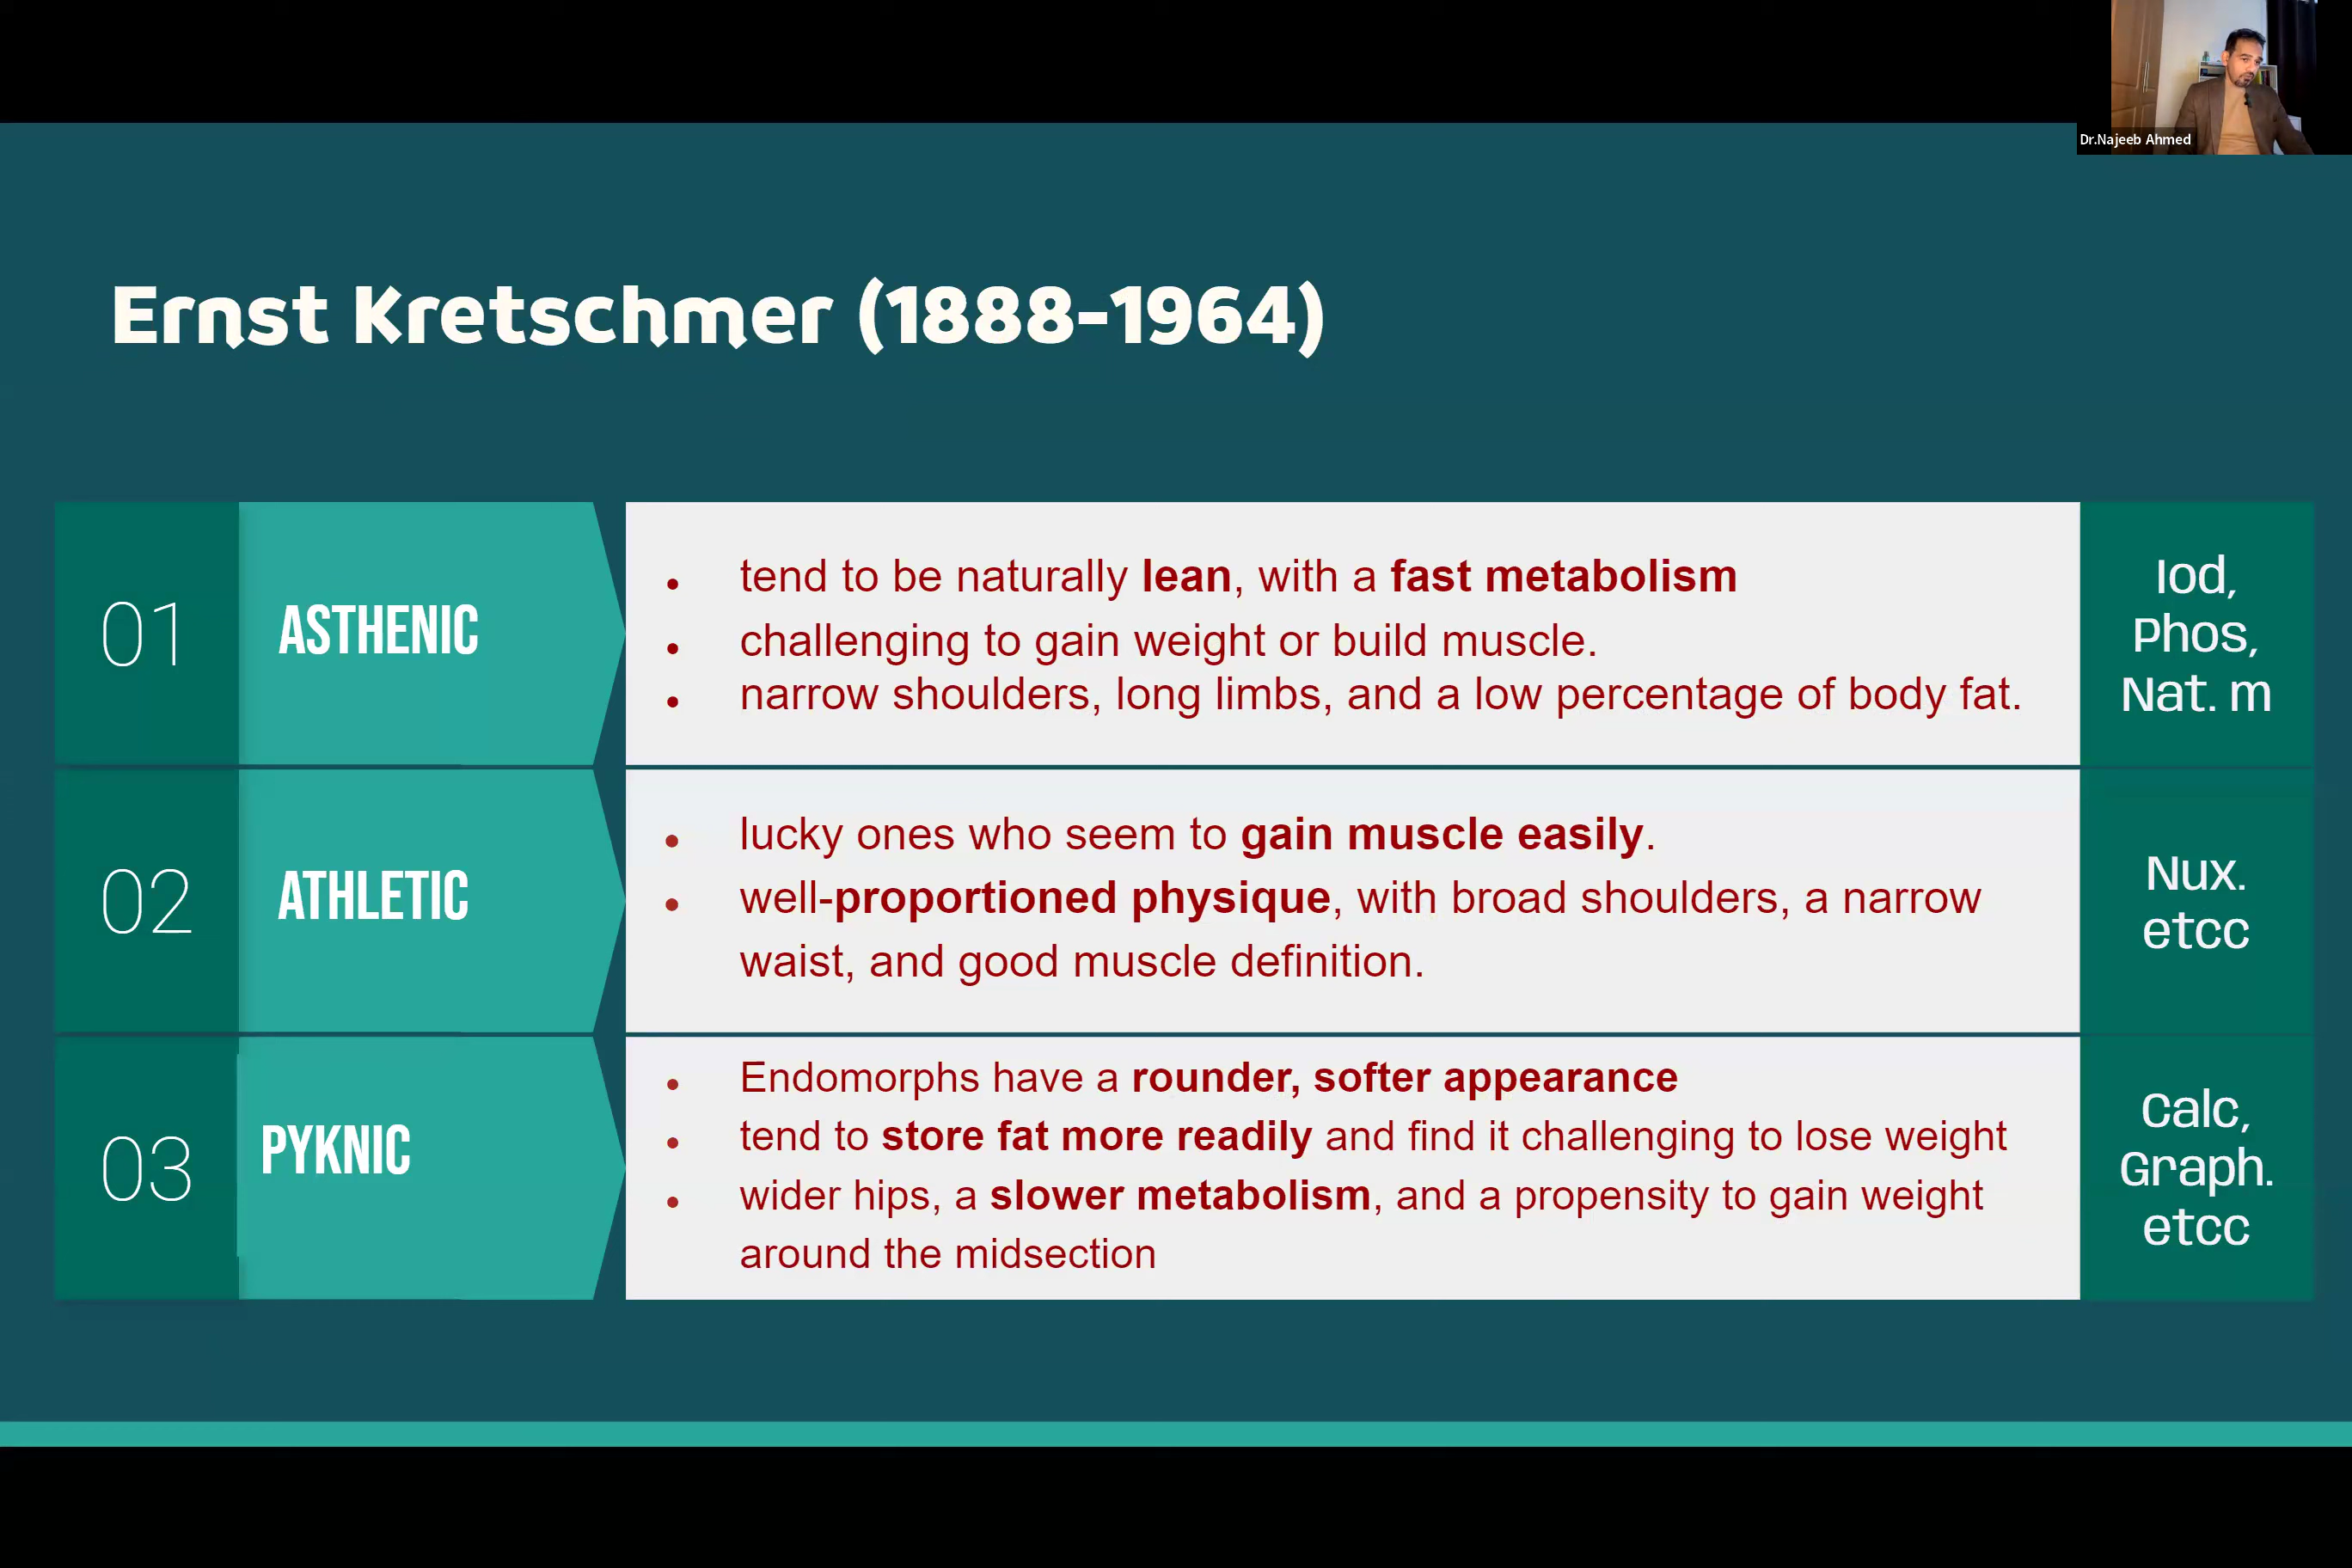 Dr.Najeeb Ahmed
Ernst Kretschmer (1888-1964)
01
ASTHENIC
• tend to be naturally lean, with a fast metabolism
• challenging to gain weight or build muscle.
• narrow shoulders, long limbs, and a low percentage of body fat.
Iod,
Phos,
Nat. m
02
ATHLETIC
• lucky ones who seem to gain muscle easily.
• well-proportioned physique, with broad shoulders, a narrow
waist, and good muscle definition.
Nux.
etcc
03
PYKNIC
• Endomorphs have a rounder, softer appearance
• tend to store fat more readily and find it challenging to lose weight
• wider hips, a slower metabolism, and a propensity to gain weight
around the midsection
Calc,
Graph.
etcc